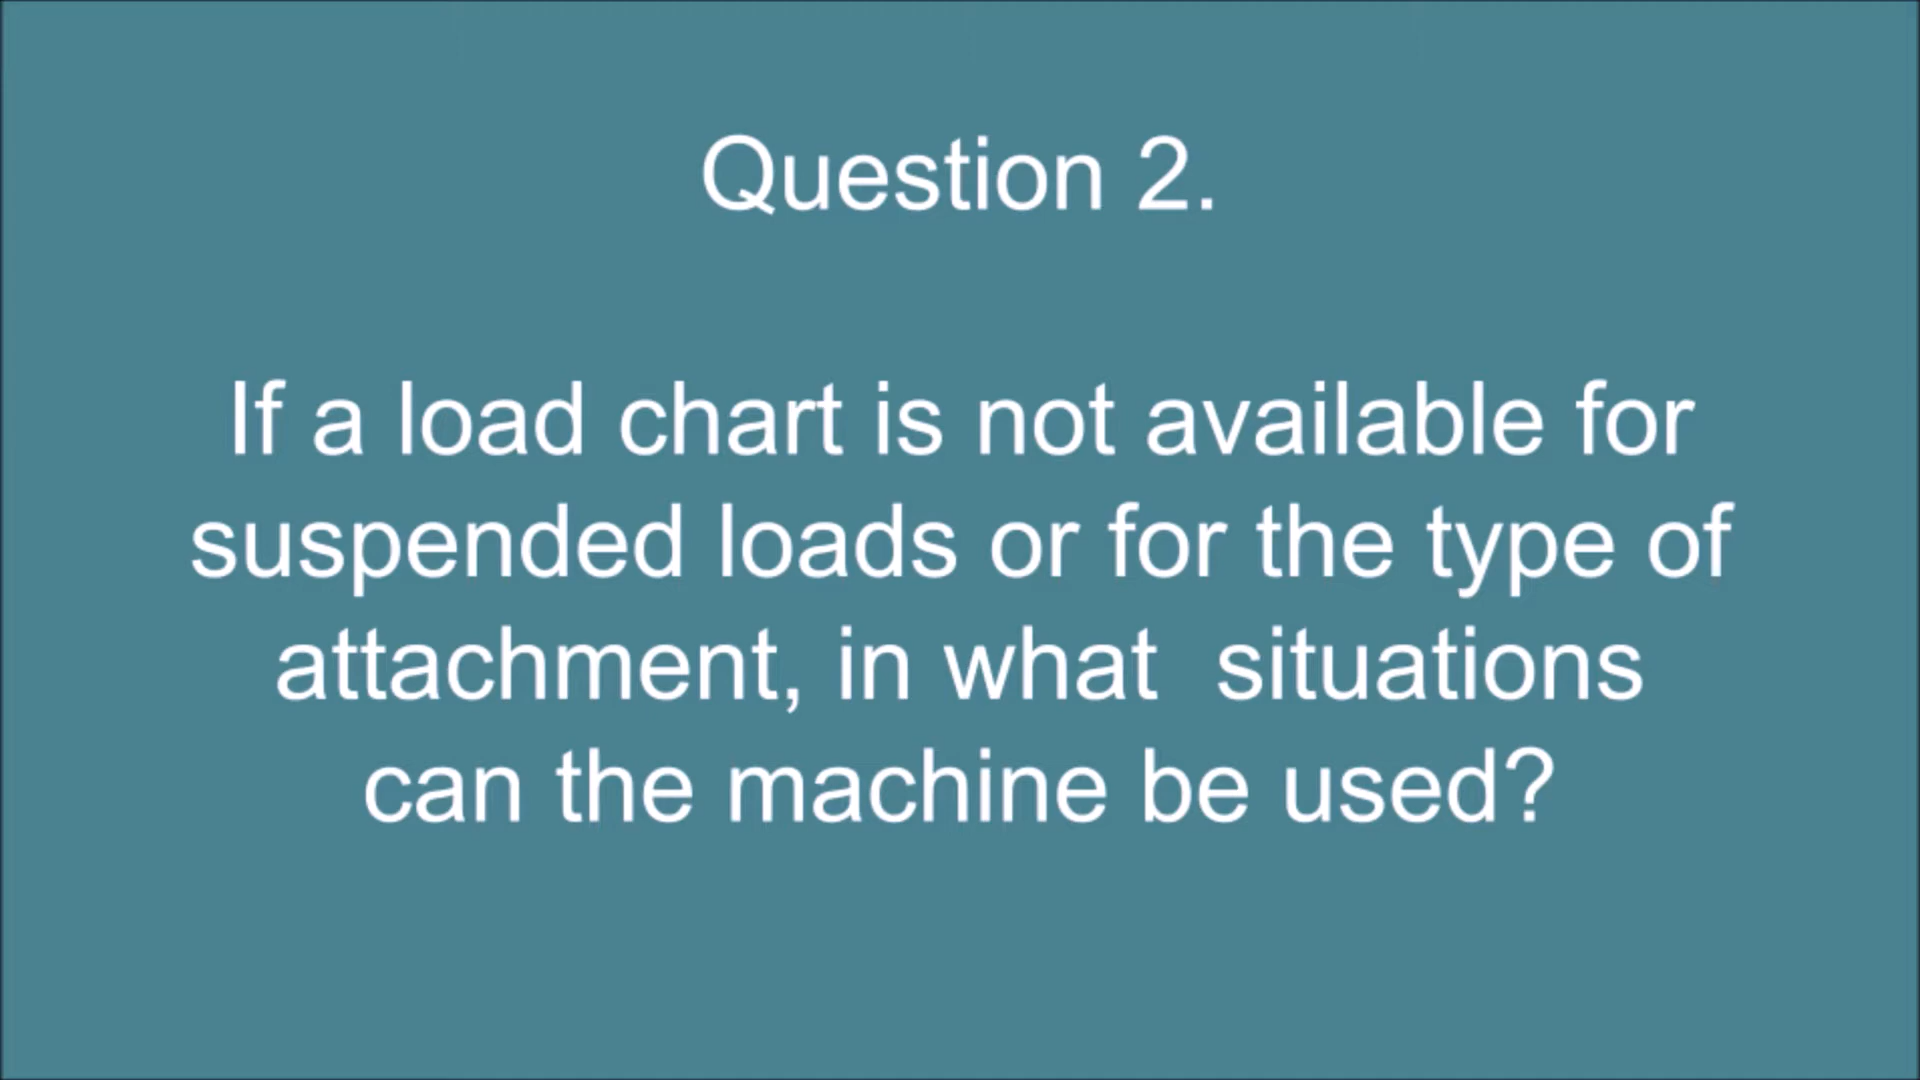 Question 2.
If a load chart is not available for
suspended loads or for the type of
attachment, in what  situations
can the machine be used?